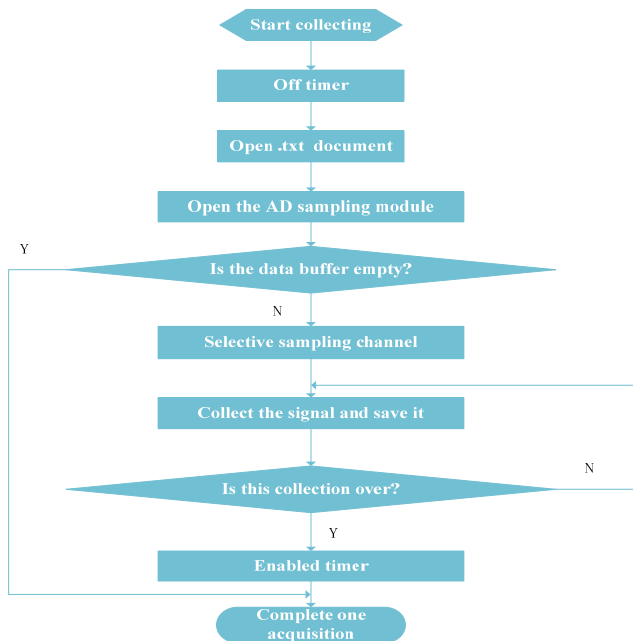 Start collecting
Off timer
Open .txt  document
Open the AD sampling module
Y
Is the data buffer empty?
N
Selective sampling channel
Collect the signal and save it
N
Is this collection over?
Y
Enabled timer
Complete one
acquisition